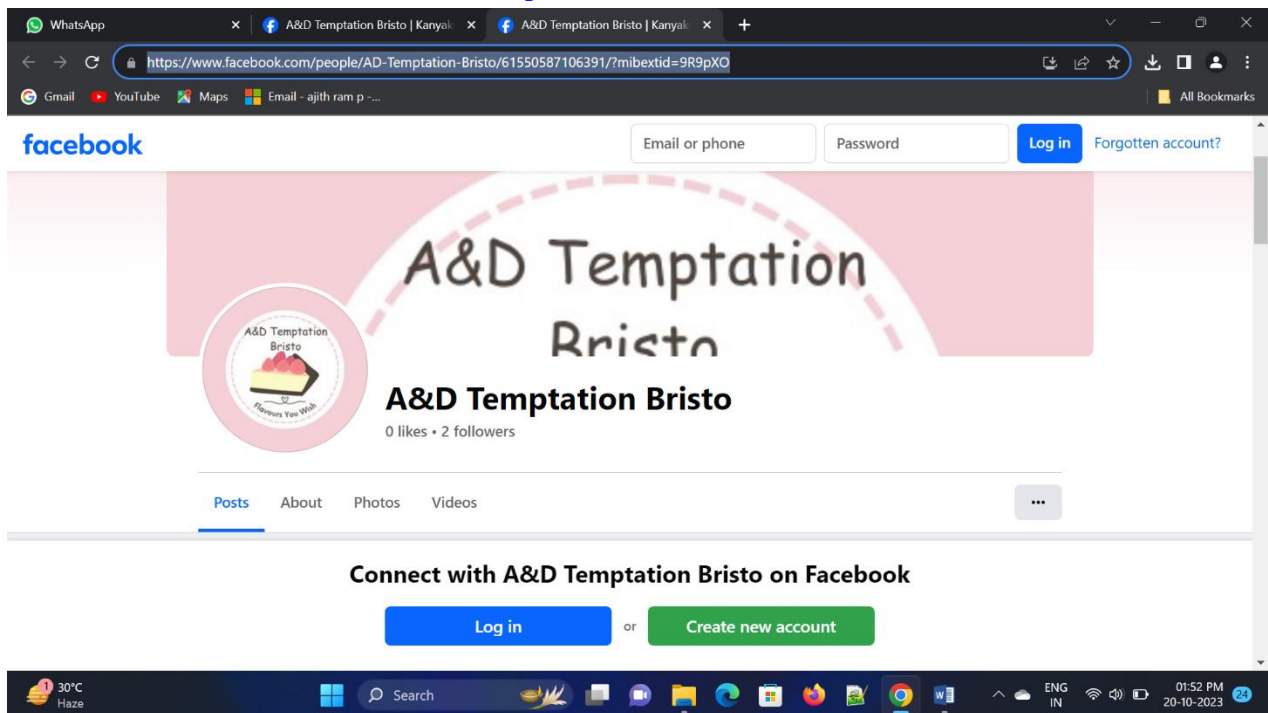 WhatsApp
A&D Temptation Bristo | Kanyak
A&D Temptation Bristo | Kanyak
https://www.facebook.com/people/AD-Temptation-Bristo/61550587106391/?mibextid=9R9pXO
Gmail YouTube Maps Email - ajith ram p -... All Bookmarks
facebook Email or phone Password Log in Forgotten account?
A&D Temptation
Bristo
A&D Temptation
Bristo
Flavours You Wish
A&D Temptation Bristo
0 likes • 2 followers
Posts About Photos Videos
Connect with A&D Temptation Bristo on Facebook
Log in or Create new account
1
30°C
Haze
Search
ENG
IN
01:52 PM
20-10-2023
24